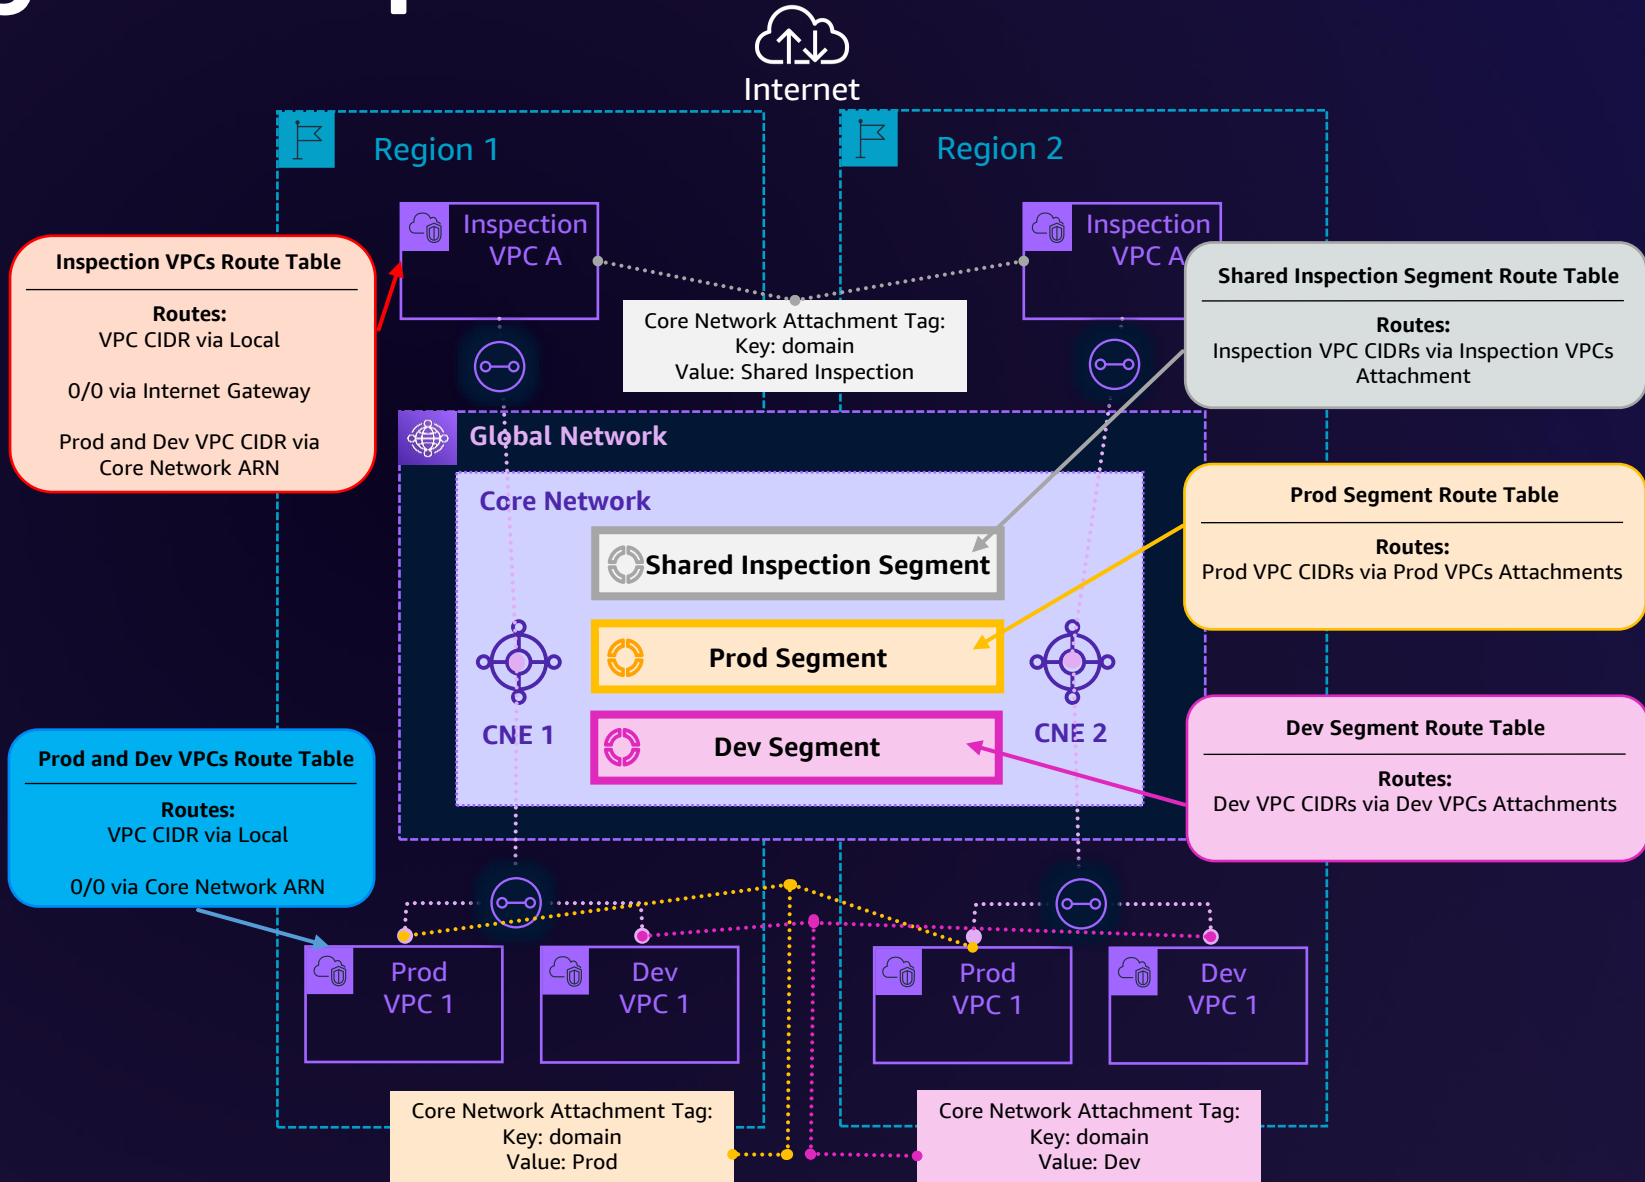 Internet
Region 1
Region 2
Inspection
VPC A
Inspection
VPC A
Inspection VPCs Route Table
Routes:
VPC CIDR via Local
0/0 via Internet Gateway
Prod and Dev VPC CIDR via
Core Network ARN
Core Network Attachment Tag:
Key: domain
Value: Shared Inspection
Shared Inspection Segment Route Table
Routes:
Inspection VPC CIDRs via Inspection VPCs
Attachment
Global Network
Core Network
Shared Inspection Segment
Prod Segment
Dev Segment
CNE 1
CNE 2
Prod Segment Route Table
Routes:
Prod VPC CIDRs via Prod VPCs Attachments
Dev Segment Route Table
Routes:
Dev VPC CIDRs via Dev VPCs Attachments
Prod and Dev VPCs Route Table
Routes:
VPC CIDR via Local
0/0 via Core Network ARN
Prod
VPC 1
Dev
VPC 1
Prod
VPC 1
Dev
VPC 1
Core Network Attachment Tag:
Key: domain
Value: Prod
Core Network Attachment Tag:
Key: domain
Value: Dev